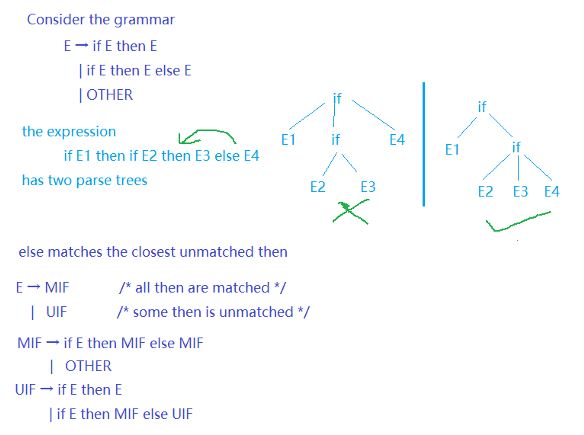 Consider the grammar
E → if E then E
| if E then E else E
| OTHER
the expression
if E1 then if E2 then E3 else E4
has two parse trees
if
E1 if E4
E2 E3
if
E1 if
E2 E3 E4
else matches the closest unmatched then
E → MIF /* all then are matched */
| UIF /* some then is unmatched */
MIF → if E then MIF else MIF
| OTHER
UIF → if E then E
| if E then MIF else UIF